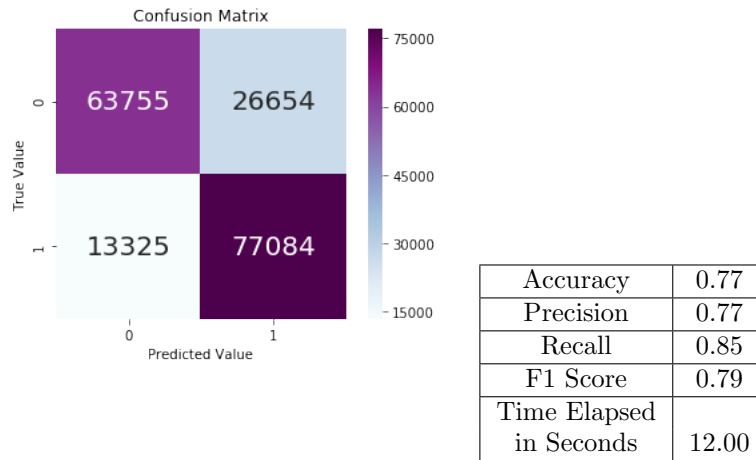 Confusion Matrix
True Value
0
63755
26654
1
13325
77084
0
1
Predicted Value
75000
60000
45000
30000
15000
Accuracy 0.77
Precision 0.77
Recall 0.85
F1 Score 0.79
Time Elapsed
in Seconds 12.00